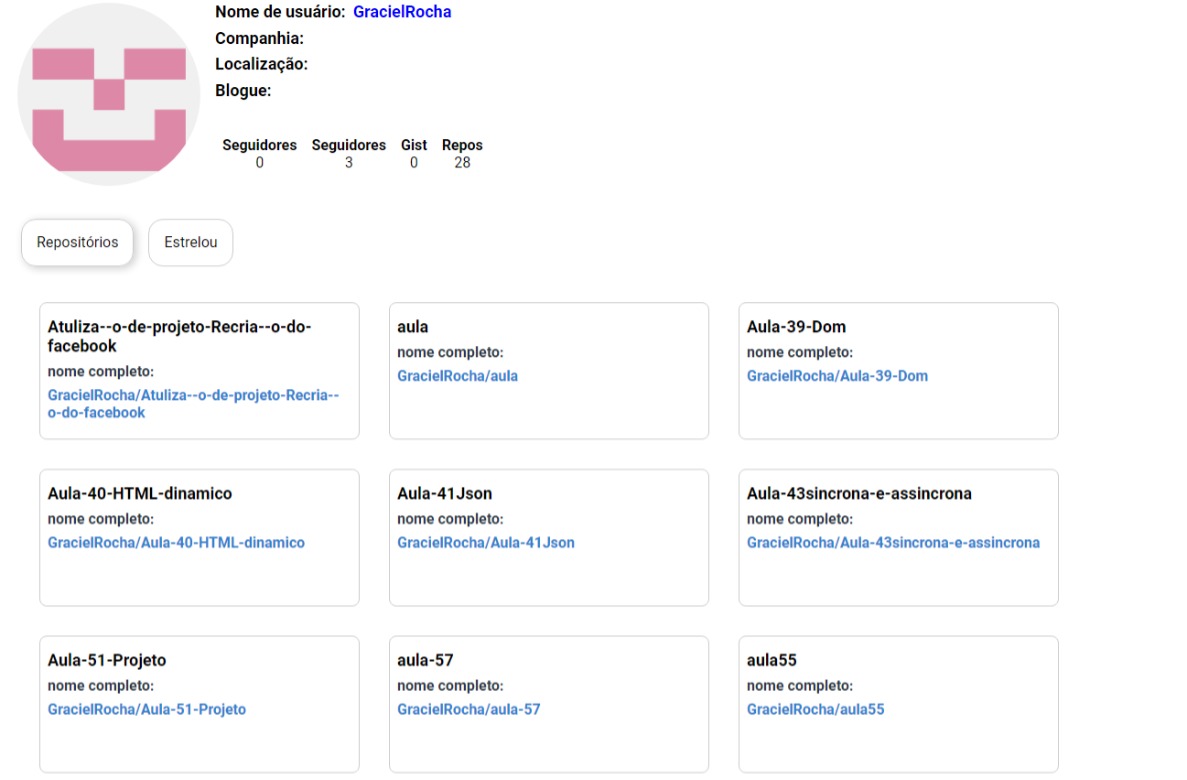 Nome de usuário: GracielRocha
Companhia:
Localização:
Blogue:
Seguidores Seguidores Gist Repos
0 3 0 28
Repositórios Estrelou
Atuliza--o-de-projeto-Recria--o-do-
facebook
nome completo:
GracielRocha/Atuliza--o-de-projeto-Recria--
o-do-facebook
aula
nome completo:
GracielRocha/aula
Aula-39-Dom
nome completo:
GracielRocha/Aula-39-Dom
Aula-40-HTML-dinamico
nome completo:
GracielRocha/Aula-40-HTML-dinamico
Aula-41Json
nome completo:
GracielRocha/Aula-41Json
Aula-43sincrona-e-assincrona
nome completo:
GracielRocha/Aula-43sincrona-e-assincrona
Aula-51-Projeto
nome completo:
GracielRocha/Aula-51-Projeto
aula-57
nome completo:
GracielRocha/aula-57
aula55
nome completo:
GracielRocha/aula55